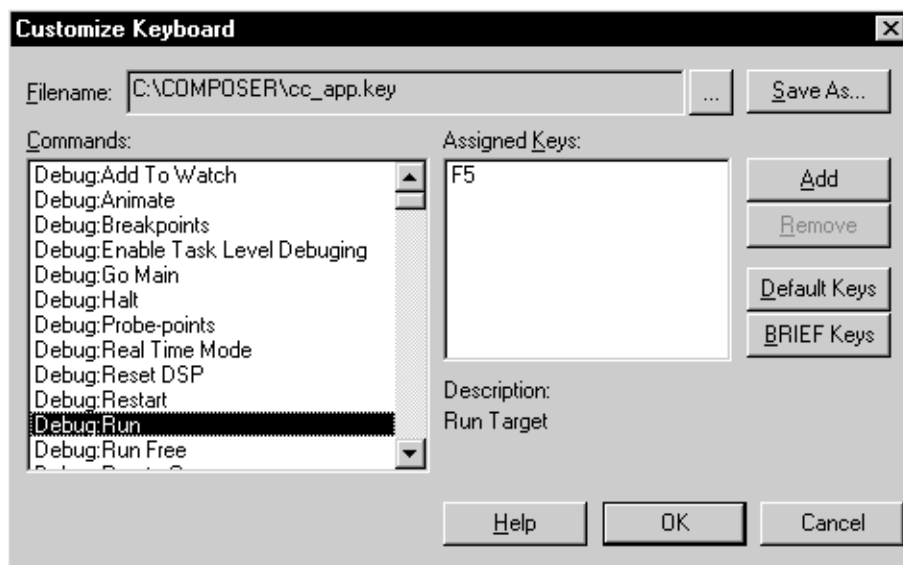 Customize Keyboard
Filename: C:\COMPOSER\cc_app.key ... Save As...
Commands:
Debug:Add To Watch
Debug:Animate
Debug:Breakpoints
Debug:Enable Task Level Debuging
Debug:Go Main
Debug:Halt
Debug:Probe-points
Debug:Real Time Mode
Debug:Reset DSP
Debug:Restart
Debug:Run
Debug:Run Free
Assigned Keys:
F5
Add
Remove
Default Keys
BRIEF Keys
Description:
Run Target
Help OK Cancel